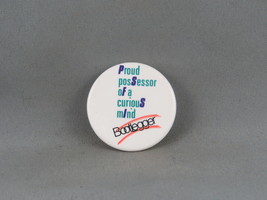 Proud
posSessor
oF a
curiouS
mInd
Bootlegger